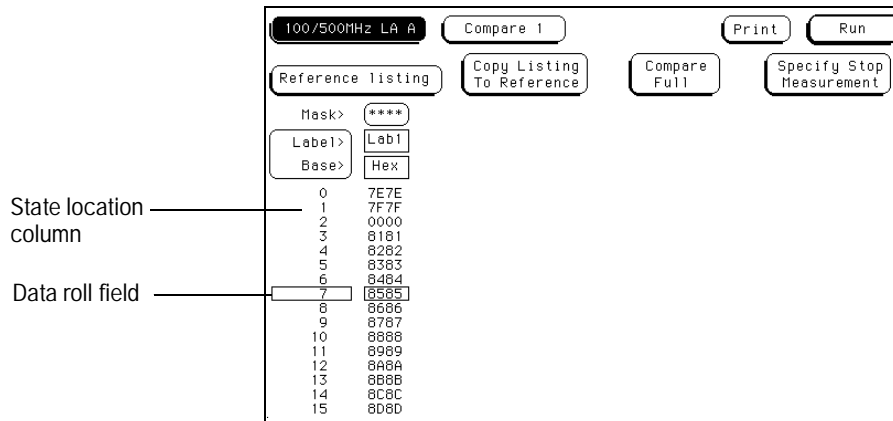 100/500MHz LA A Compare 1 Print Run
Reference listing Copy Listing To Reference Compare Full Specify Stop Measurement
Mask> ****
Label> Lab1
Base> Hex
State location column
Data roll field
0 7E7E
1 7F7F
2 0000
3 8181
4 8282
5 8383
6 8484
7 8585
8 8686
9 8787
10 8888
11 8989
12 8A8A
13 8B8B
14 8C8C
15 8D8D